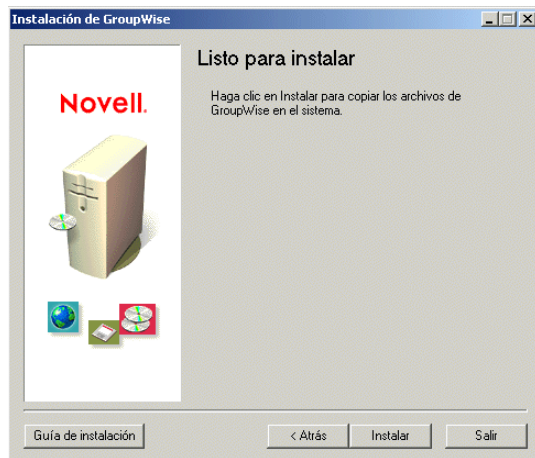 Instalación de GroupWise
Listo para instalar
Novell.
Haga clic en Instalar para copiar los archivos de
GroupWise en el sistema.
Guía de instalación
< Atrás
Instalar
Salir